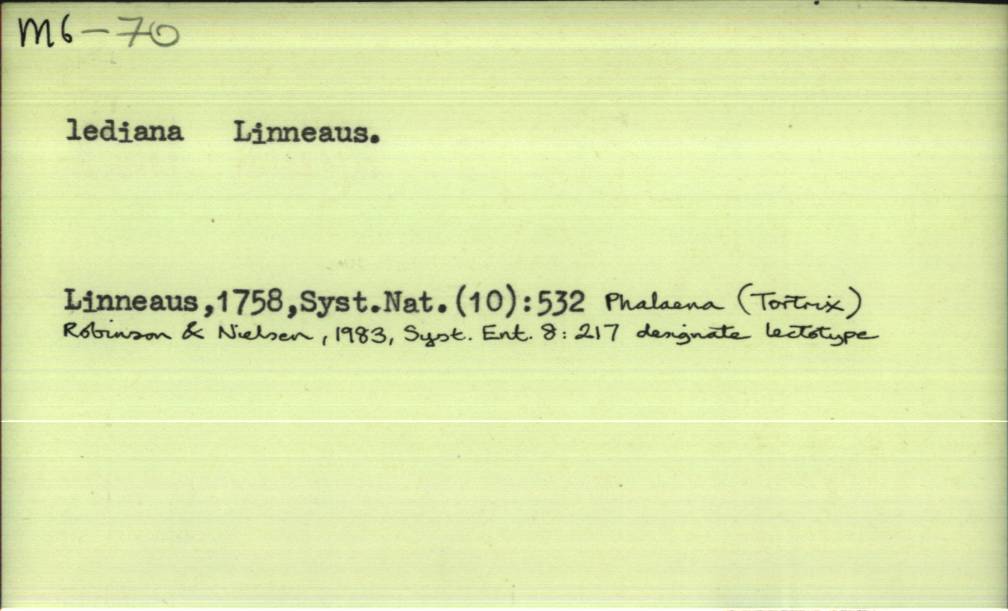 M6-70
lediana Linneaus.
Linneaus,1758,Syst.Nat.(10):532 Phalaena (Tortrix)
Robinson & Nielsen, 1983, Syst. Ent. 8: 217 designate lectotype